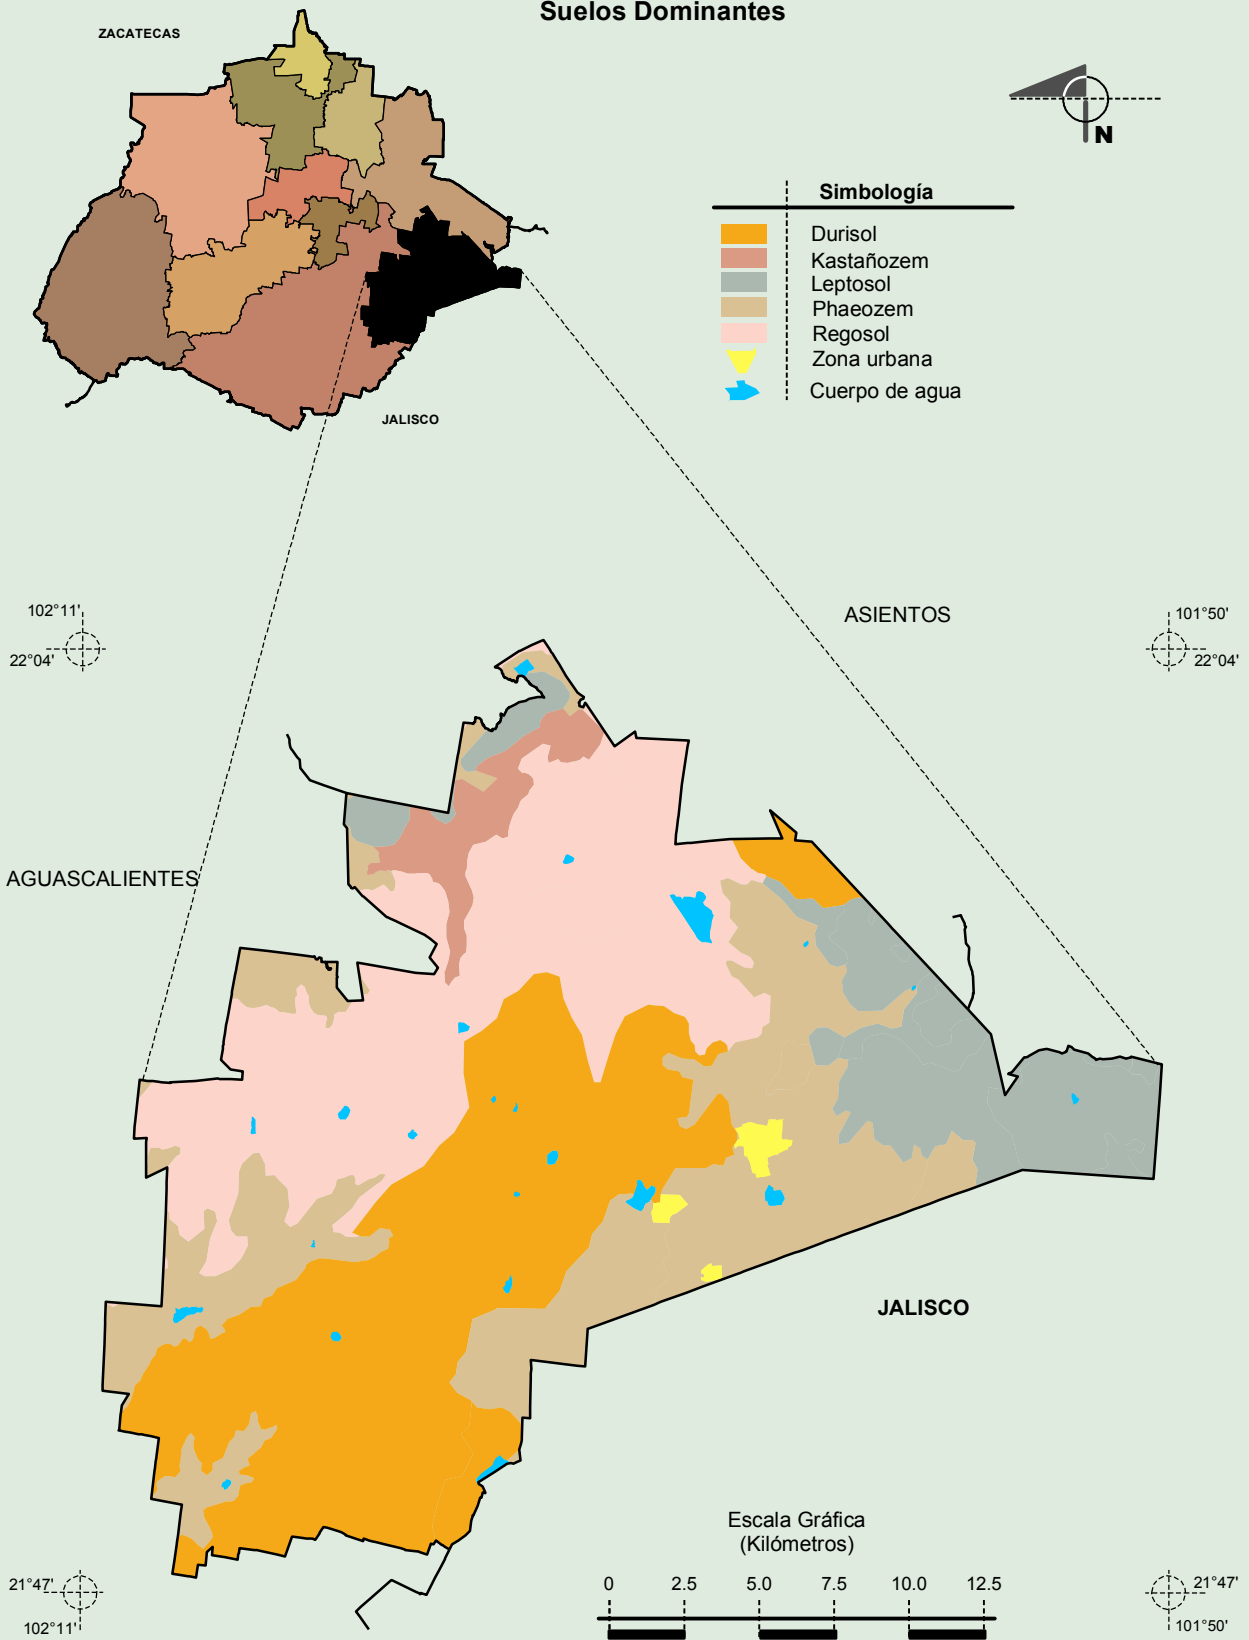 Suelos Dominantes
ZACATECAS
N
Simbología
Durisol
Kastañozem
Leptosol
Phaeozem
Regosol
Zona urbana
Cuerpo de agua
JALISCO
102°11'
22°04'
ASIENTOS
101°50'
22°04'
AGUASCALIENTES
JALISCO
Escala Gráfica
(Kilómetros)
0 2.5 5.0 7.5 10.0 12.5
21°47'
102°11'
21°47'
101°50'